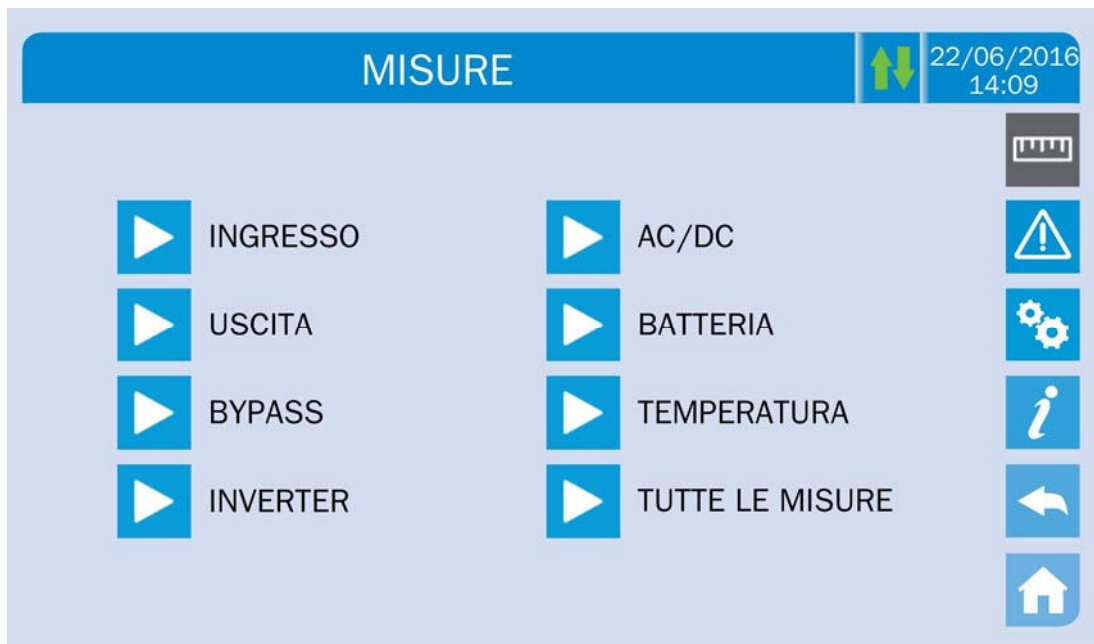 MISURE
22/06/2016
14:09
INGRESSO
AC/DC
USCITA
BATTERIA
BYPASS
TEMPERATURA
INVERTER
TUTTE LE MISURE